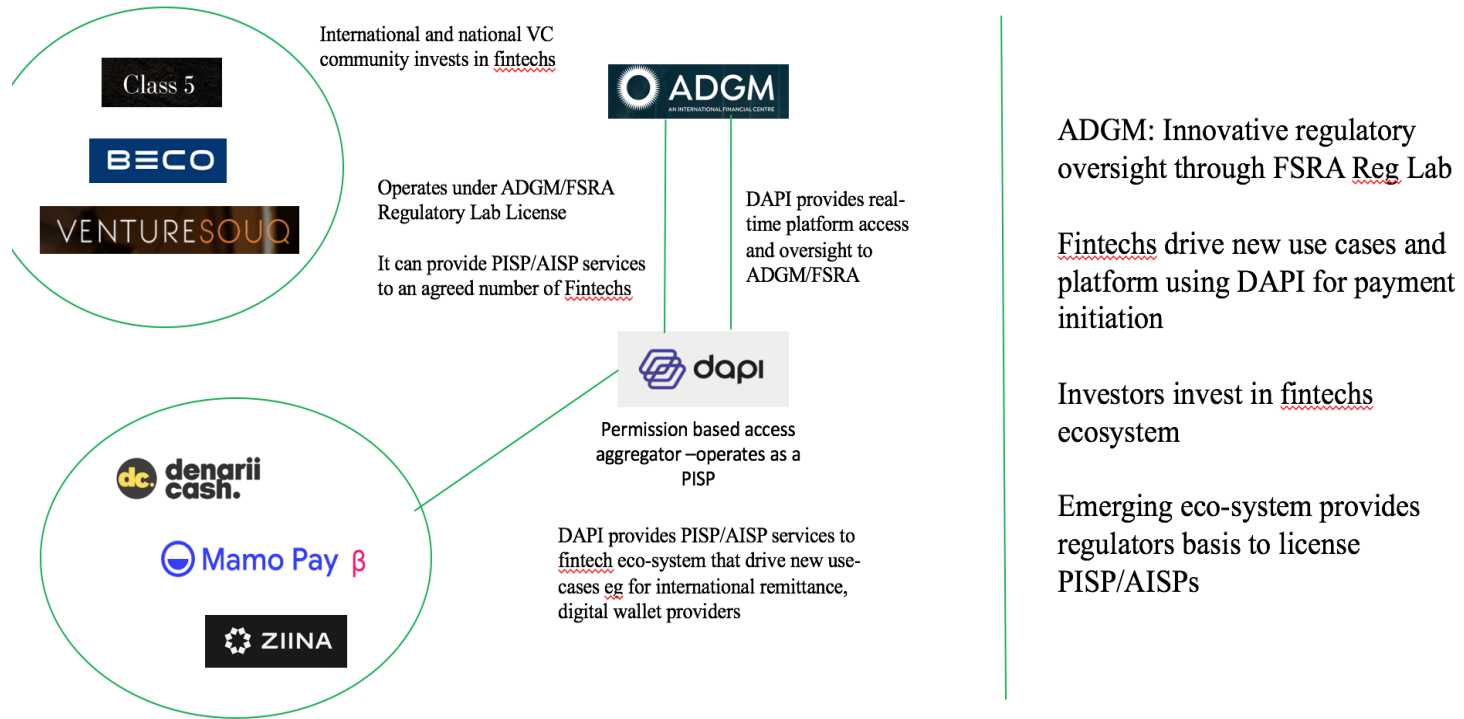 International and national VC
community invests in fintechs
Class 5
BECO
VENTURESOUQ
ADGM
AN INTERNATIONAL FINANCIAL CENTRE
Operates under ADGM/FSRA
Regulatory Lab License
It can provide PISP/AISP services
to an agreed number of Fintechs
DAPI provides real-
time platform access
and oversight to
ADGM/FSRA
dapi
Permission based access
aggregator –operates as a
PISP
dc.
denarii
cash.
Mamo Pay β
ZIINA
DAPI provides PISP/AISP services to
fintech eco-system that drive new use-
cases eg for international remittance,
digital wallet providers
ADGM: Innovative regulatory
oversight through FSRA Reg Lab
Fintechs drive new use cases and
platform using DAPI for payment
initiation
Investors invest in fintechs
ecosystem
Emerging eco-system provides
regulators basis to license
PISP/AISPs